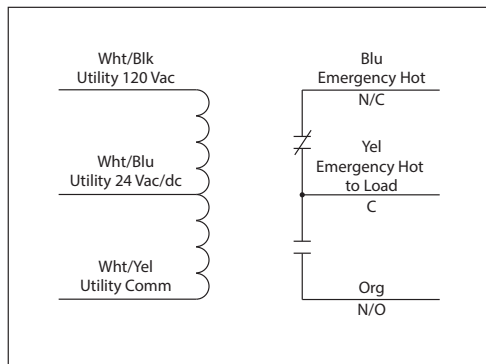 Wht/Blk
Utility 120 Vac
Wht/Blu
Utility 24 Vac/dc
Wht/Yel
Utility Comm
Blu
Emergency Hot
N/C
Yel
Emergency Hot
to Load
C
Org
N/O